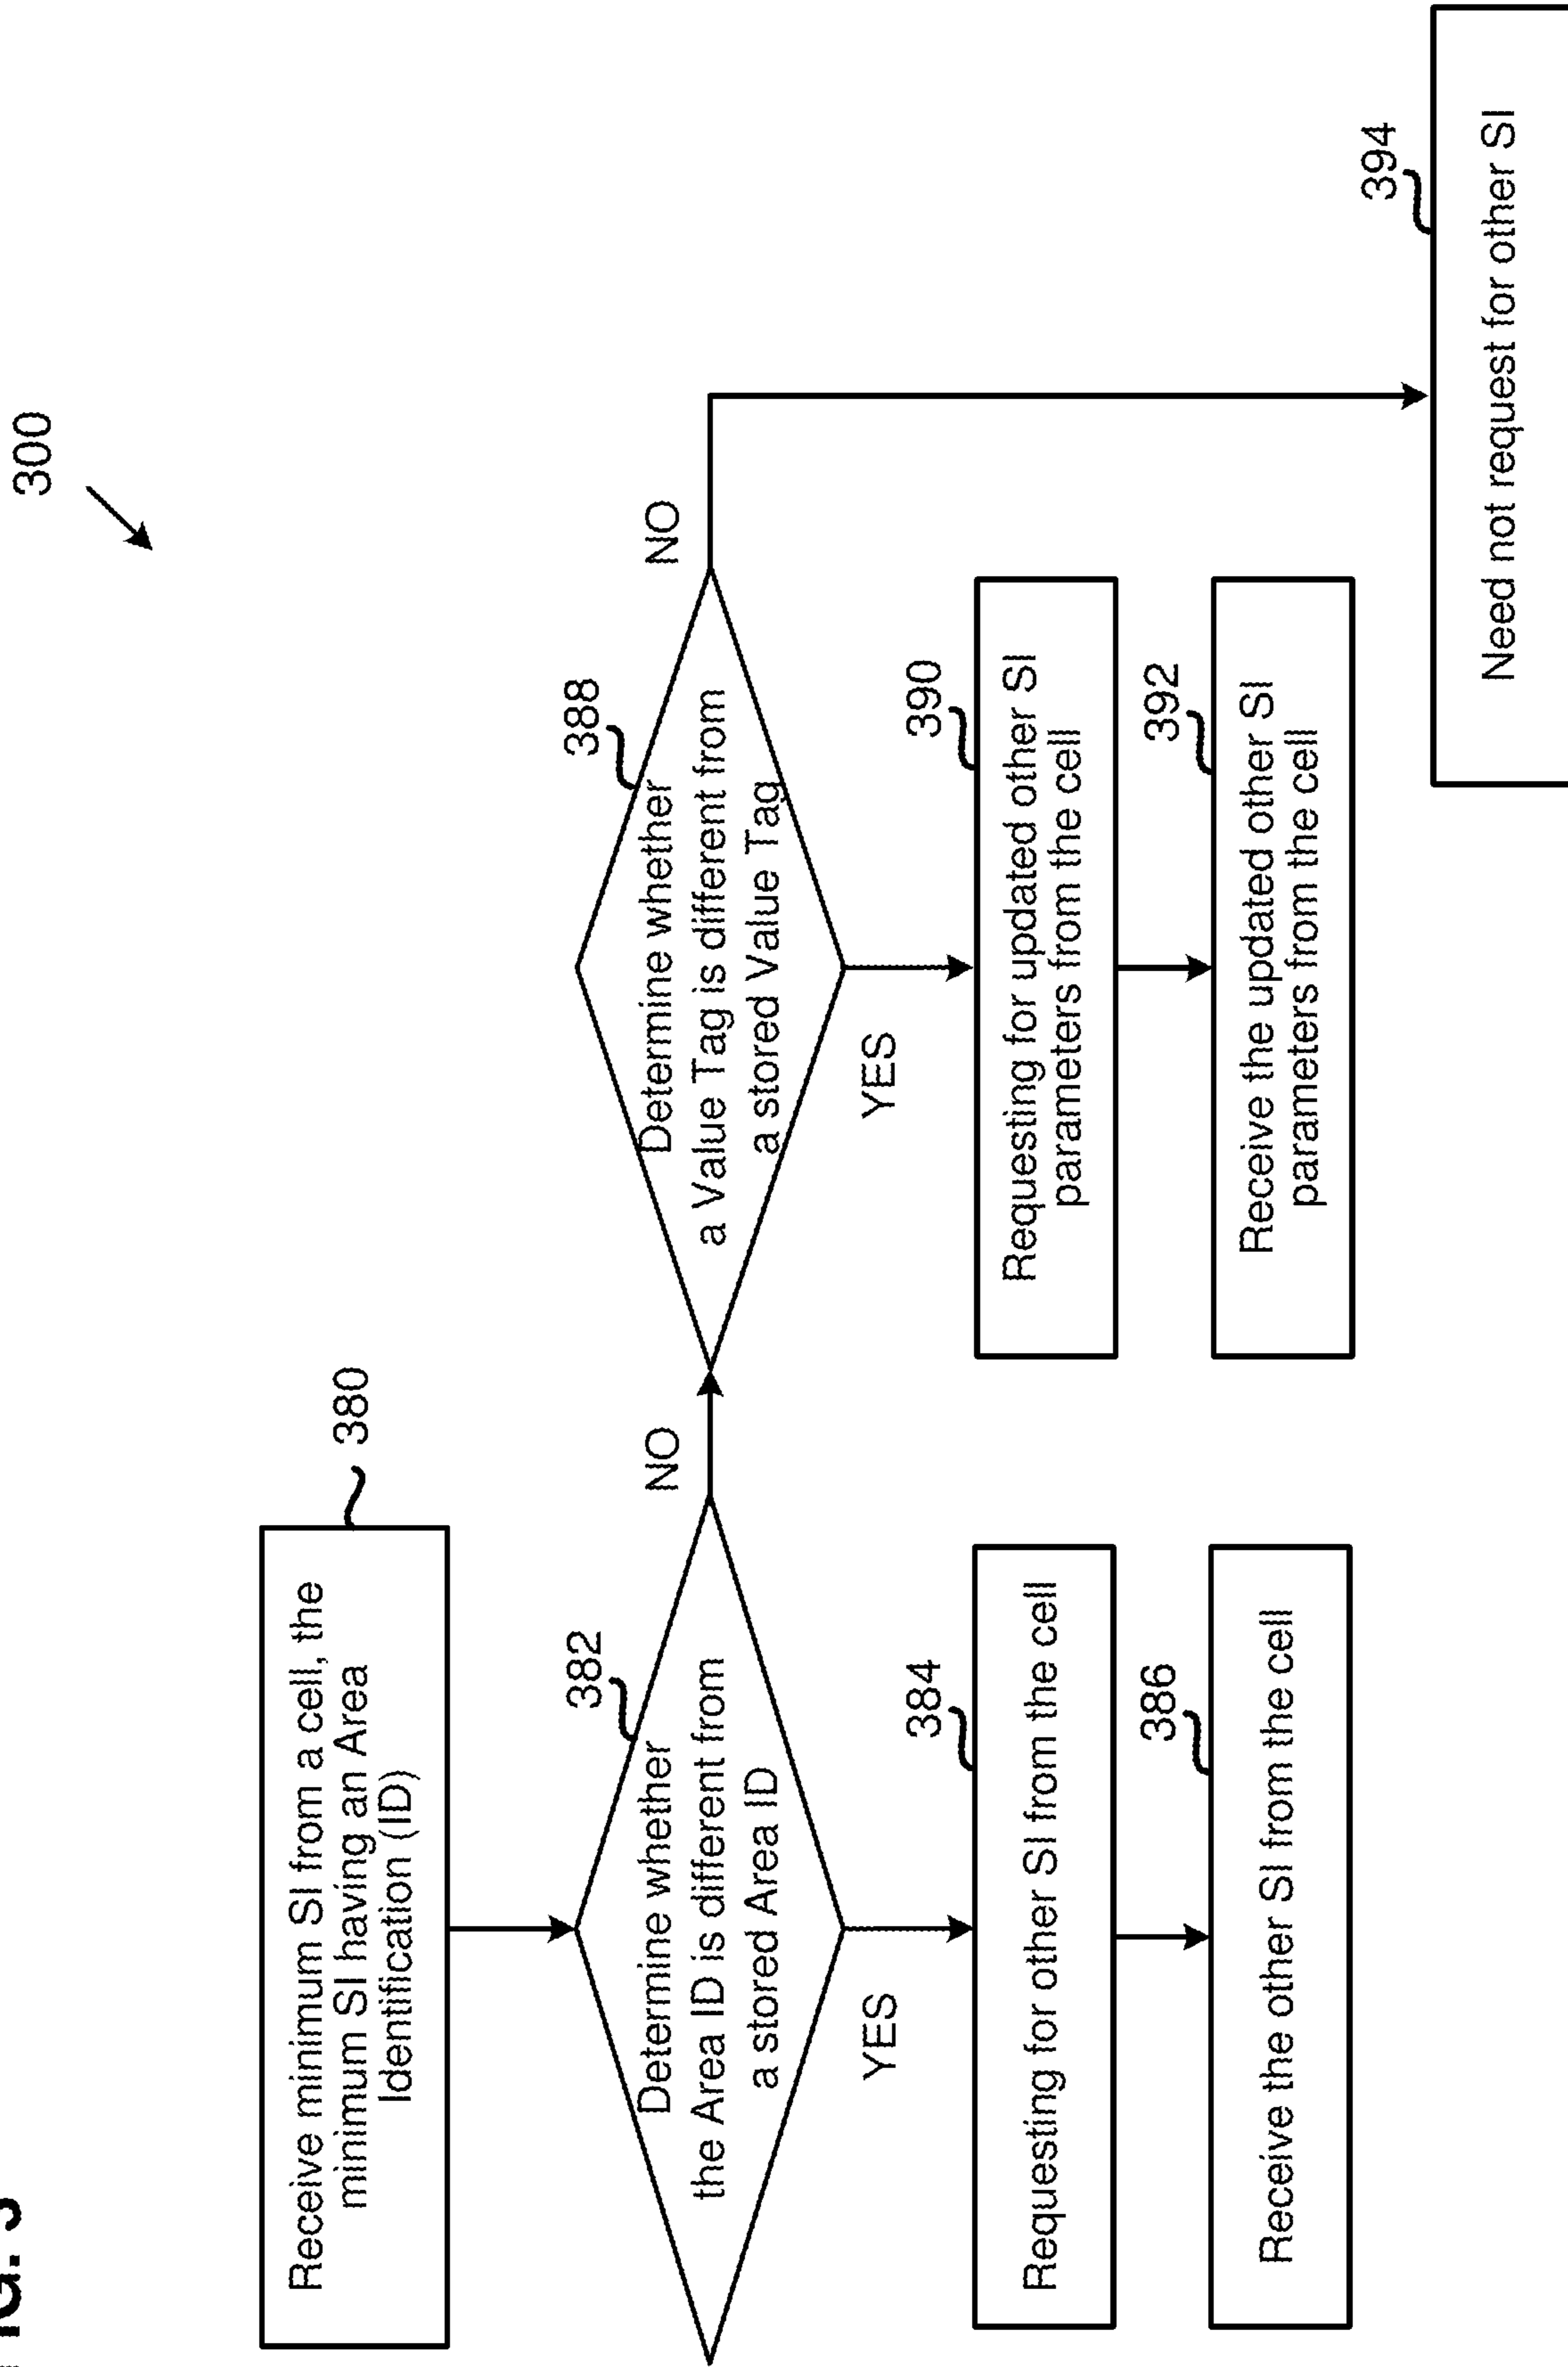 300
Receive minimum SI from a cell, the
minimum SI having an Area
Identification (ID)
380
Determine whether
the Area ID is different from
a stored Area ID
382
NO
YES
Requesting for other SI from the cell
384
Receive the other SI from the cell
386
Determine whether
a Value Tag is different from
a stored Value Tag
388
NO
YES
Requesting for updated other SI
parameters from the cell
390
Receive the updated other SI
parameters from the cell
392
Need not request for other SI
394